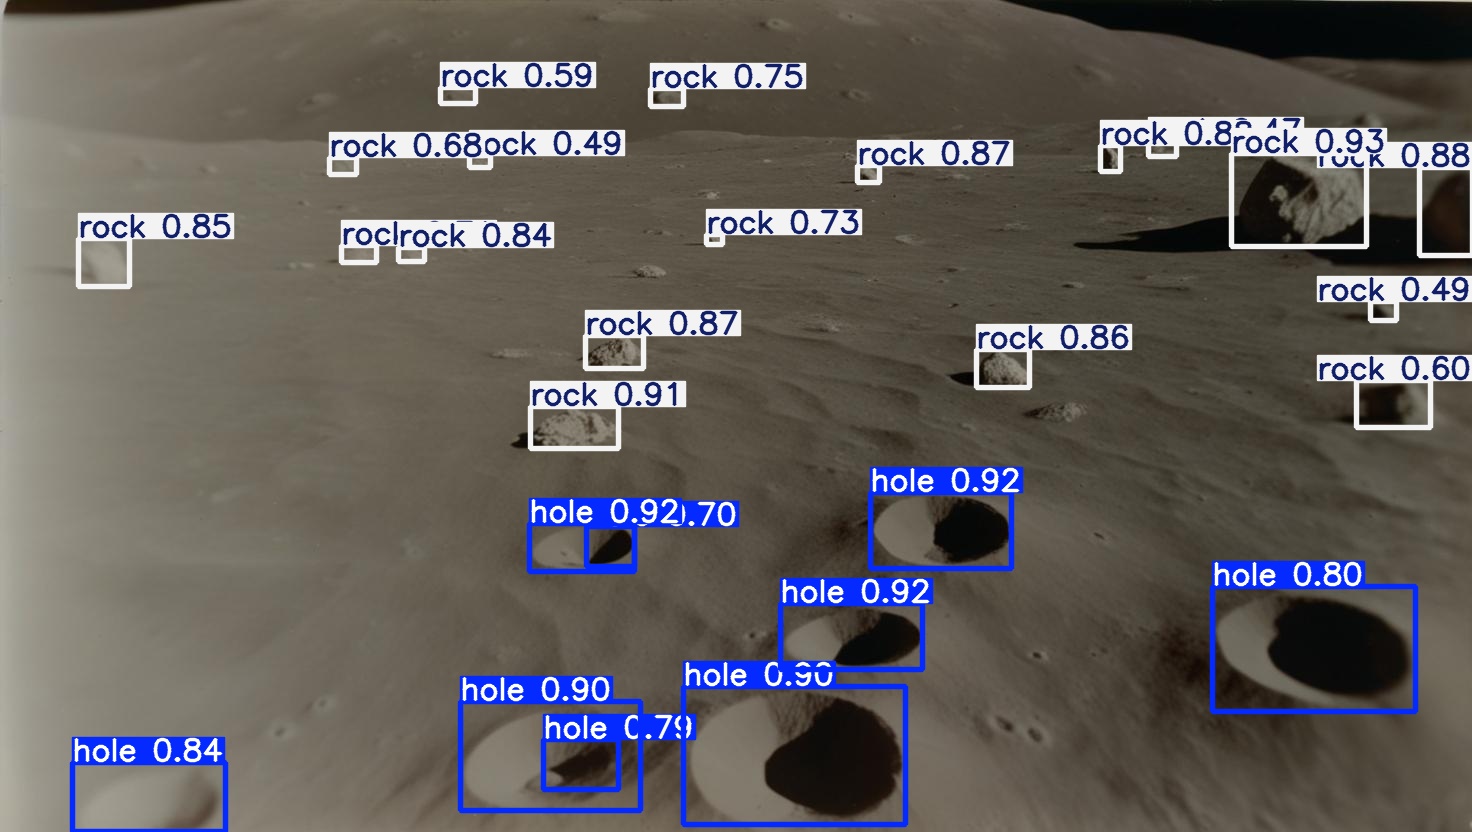 rock 0.59
rock 0.75
rock 0.68
rock 0.49
rock 0.87
rock 0.8
0.47
rock 0.93
rock 0.88
rock 0.85
rock 0.84
rock 0.73
rock 0.49
rock 0.87
rock 0.86
rock 0.60
rock 0.91
hole 0.92
hole 0.92
0.70
hole 0.80
hole 0.92
hole 0.90
hole 0.90
hole 0.79
hole 0.84